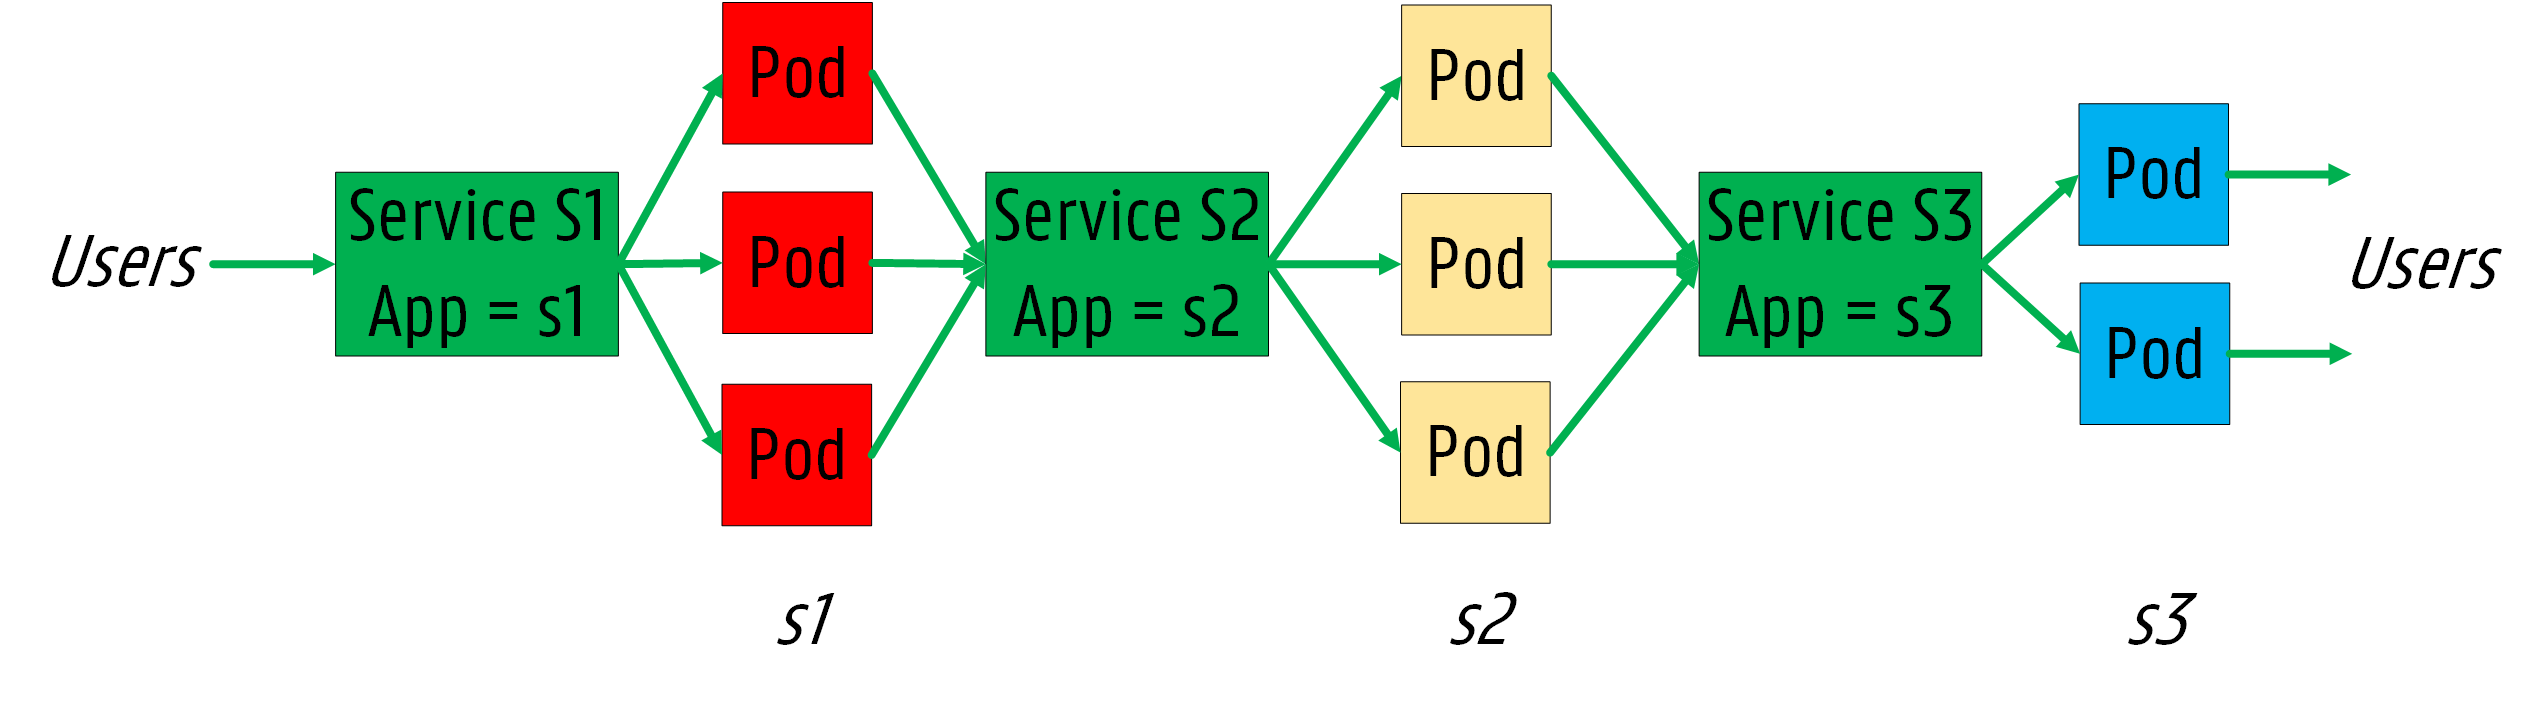 Users
Service S1
App = s1
Pod
Pod
Pod
s1
Service S2
App = s2
Pod
Pod
Pod
s2
Service S3
App = s3
Pod
Pod
s3
Users